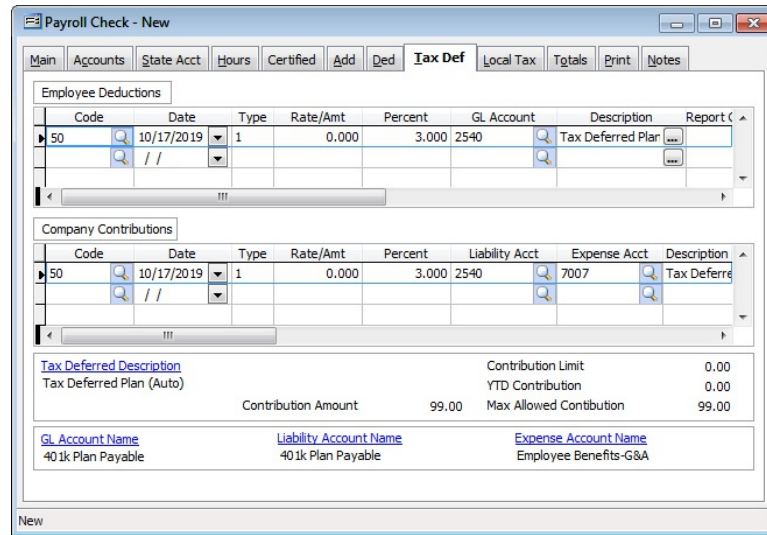 Payroll Check - New
Main Accounts State Acct Hours Certified Add Ded Tax Def Local Tax Totals Print Notes
Employee Deductions
Code Date Type Rate/Amt Percent GL Account Description Report
50 10/17/2019 1 0.000 3.000 2540 Tax Deferred Plan ...
/ / ...
Company Contributions
Code Date Type Rate/Amt Percent Liability Acct Expense Acct Description
50 10/17/2019 1 0.000 3.000 2540 7007 Tax Deferre
/ /
Tax Deferred Description Contribution Limit 0.00
Tax Deferred Plan (Auto) YTD Contribution 0.00
Contribution Amount 99.00 Max Allowed Contibution 99.00
GL Account Name Liability Account Name Expense Account Name
401k Plan Payable 401k Plan Payable Employee Benefits-G&A
New